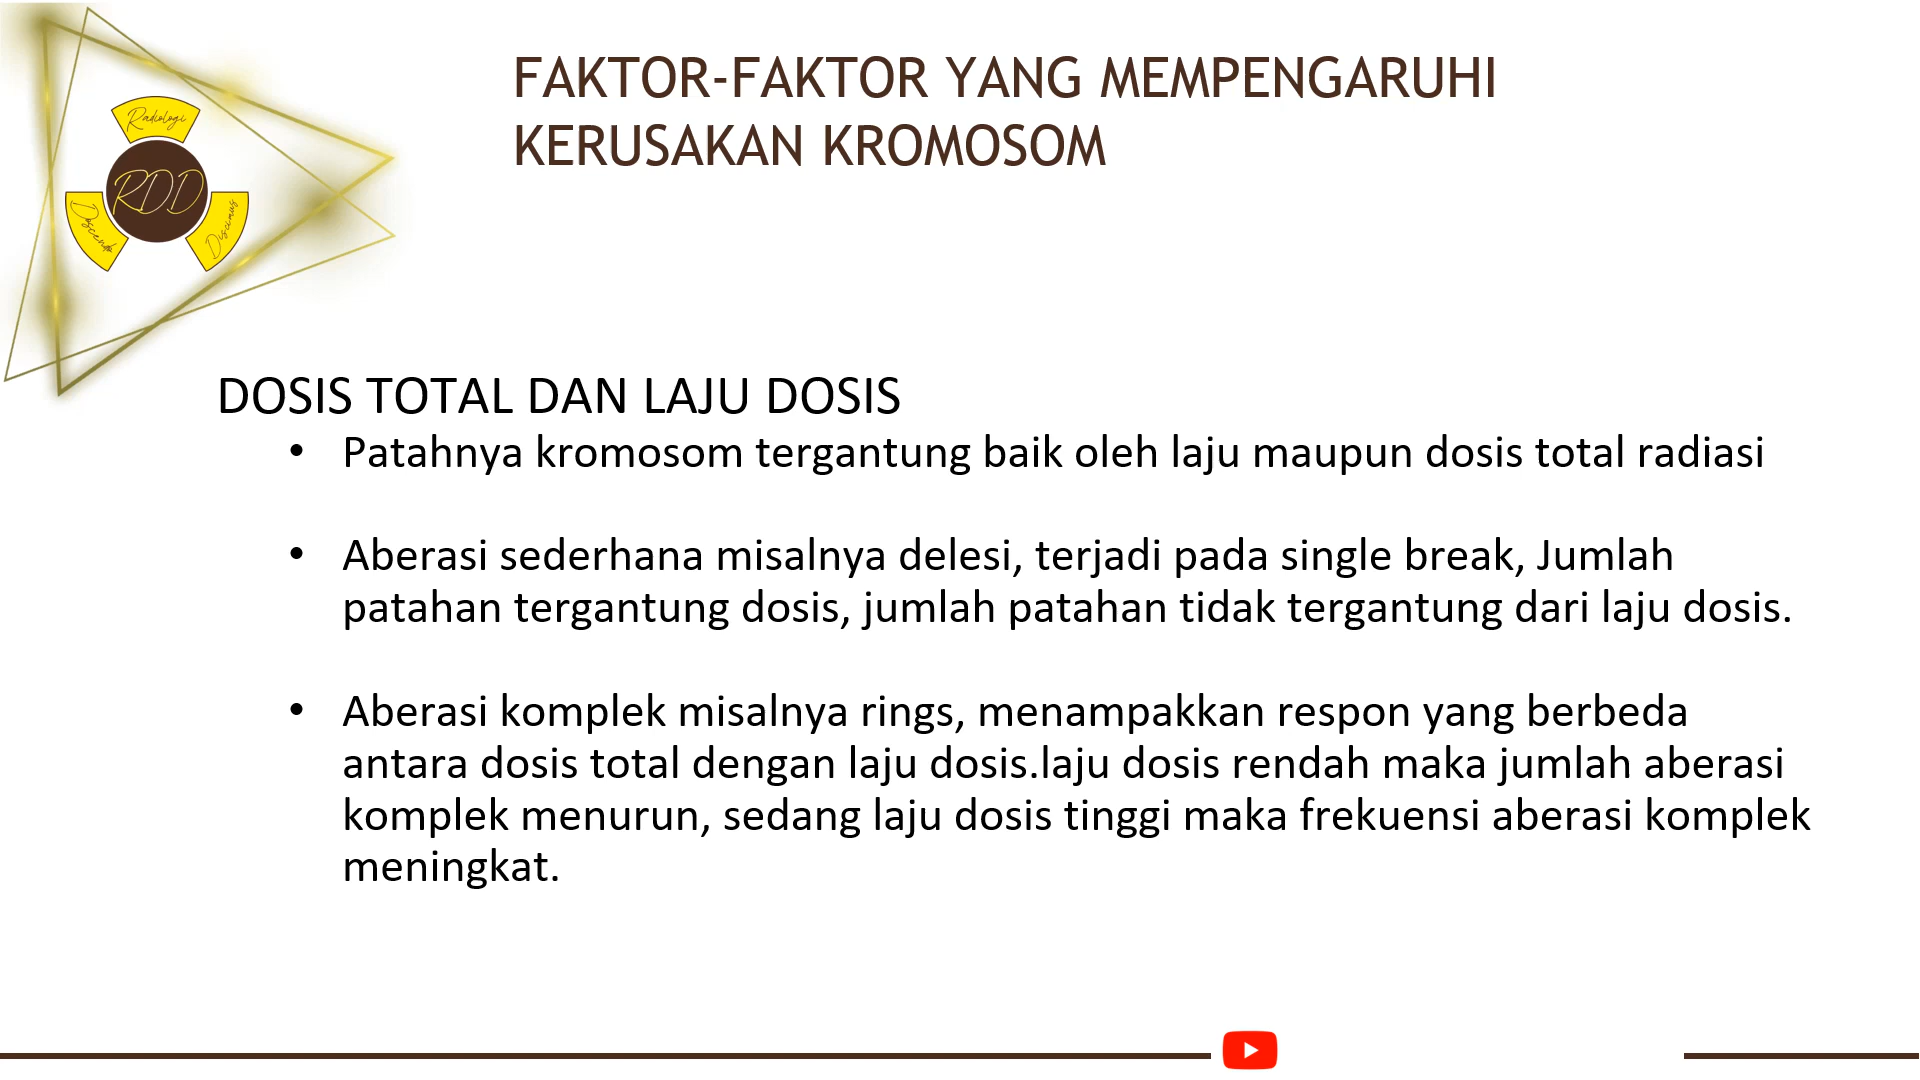 Radiologi
RDD
Docendo
Discimus
FAKTOR-FAKTOR YANG MEMPENGARUHI
KERUSAKAN KROMOSOM
DOSIS TOTAL DAN LAJU DOSIS
• Patahnya kromosom tergantung baik oleh laju maupun dosis total radiasi
• Aberasi sederhana misalnya delesi, terjadi pada single break, Jumlah
patahan tergantung dosis, jumlah patahan tidak tergantung dari laju dosis.
• Aberasi komplek misalnya rings, menampakkan respon yang berbeda
antara dosis total dengan laju dosis.laju dosis rendah maka jumlah aberasi
komplek menurun, sedang laju dosis tinggi maka frekuensi aberasi komplek
meningkat.